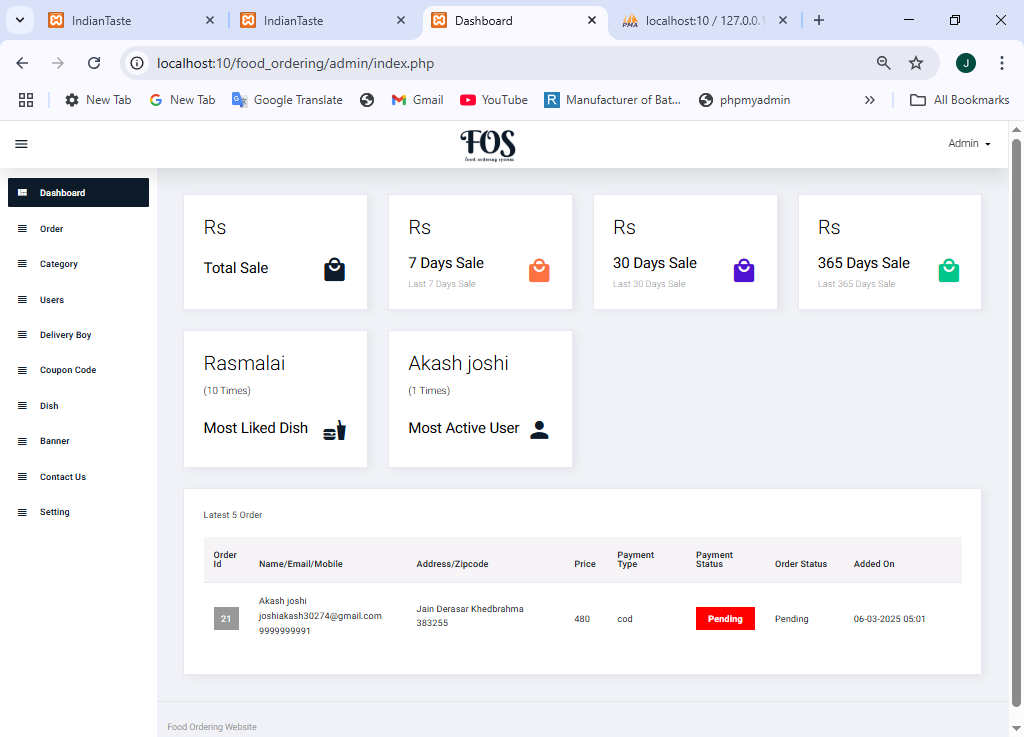 IndianTaste
IndianTaste
Dashboard
localhost:10 / 127.0.0.1
localhost:10/food_ordering/admin/index.php
J
New Tab
New Tab
Google Translate
Gmail
YouTube
R Manufacturer of Bat...
phpmyadmin
All Bookmarks
FOS
food ordering system
Admin
Dashboard
Order
Category
Users
Delivery Boy
Coupon Code
Dish
Banner
Contact Us
Setting
Rs
Total Sale
Rs
7 Days Sale
Last 7 Days Sale
Rs
30 Days Sale
Last 30 Days Sale
Rs
365 Days Sale
Last 365 Days Sale
Rasmalai
(10 Times)
Most Liked Dish
Akash joshi
(1 Times)
Most Active User
Latest 5 Order
Order Id
Name/Email/Mobile
Address/Zipcode
Price
Payment Type
Payment Status
Order Status
Added On
21
Akash joshi
joshiakash30274@gmail.com
9999999991
Jain Derasar Khedbrahma
383255
480
cod
Pending
Pending
06-03-2025 05:01
Food Ordering Website